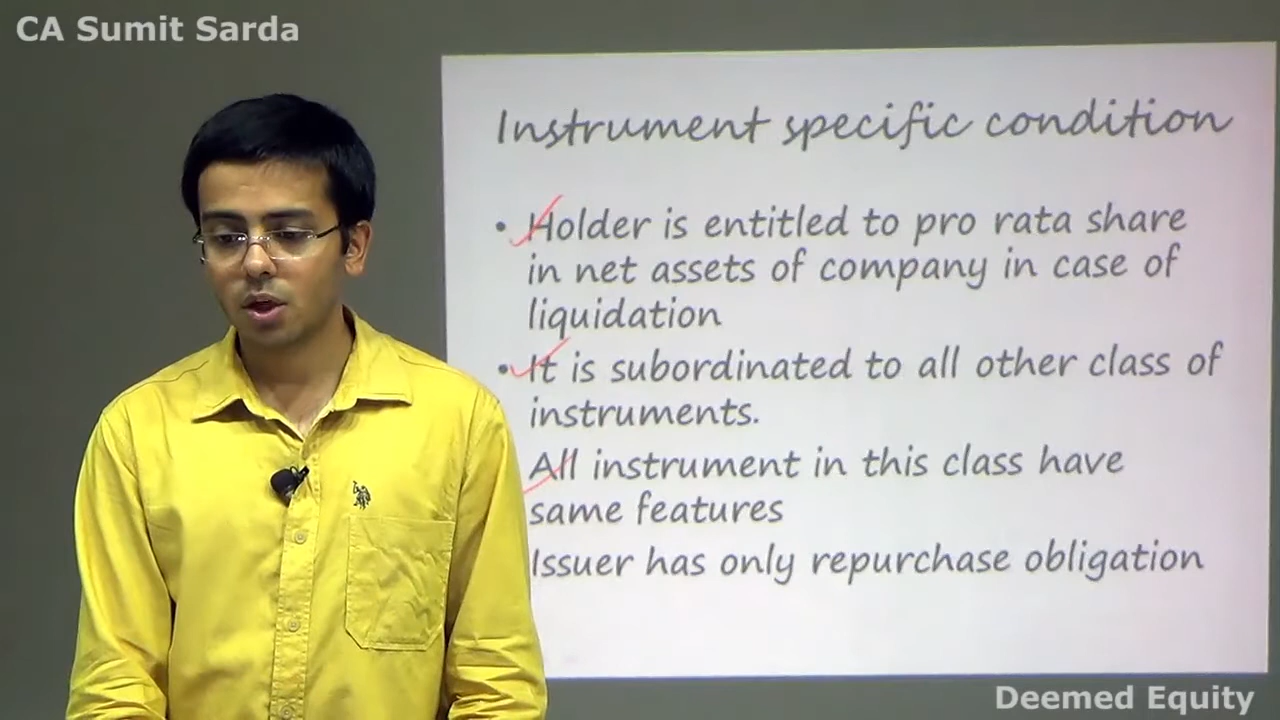 CA Sumit Sarda
Instrument specific condition
• Holder is entitled to pro rata share
in net assets of company in case of
liquidation
• It is subordinated to all other class of
instruments.
All instrument in this class have
same features
Issuer has only repurchase obligation
Deemed Equity